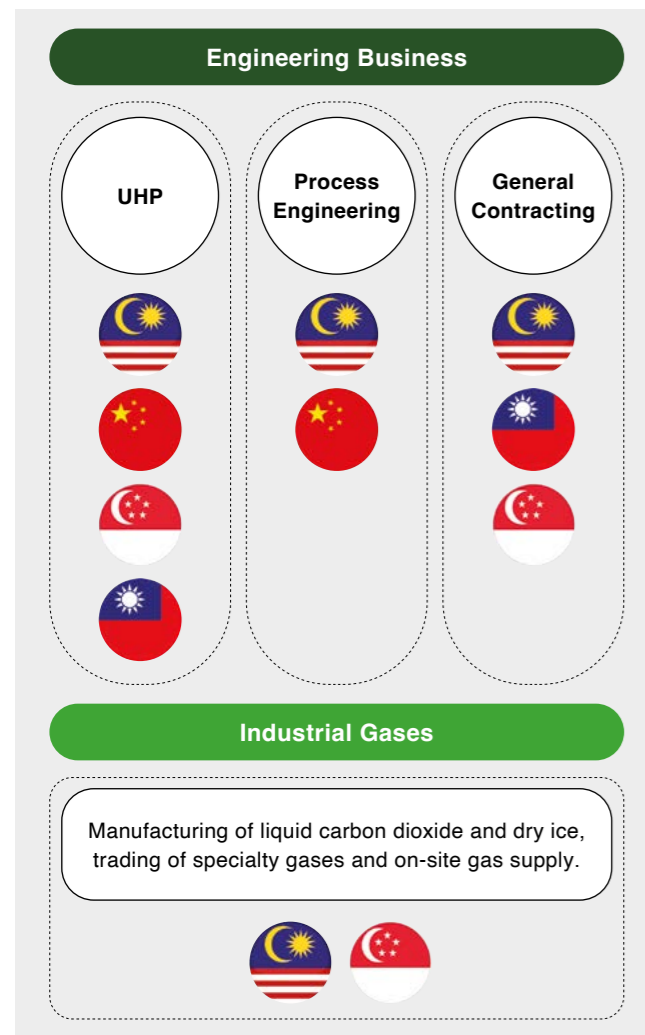 Engineering Business
UHP
Process
Engineering
General
Contracting
Industrial Gases
Manufacturing of liquid carbon dioxide and dry ice,
trading of specialty gases and on-site gas supply.